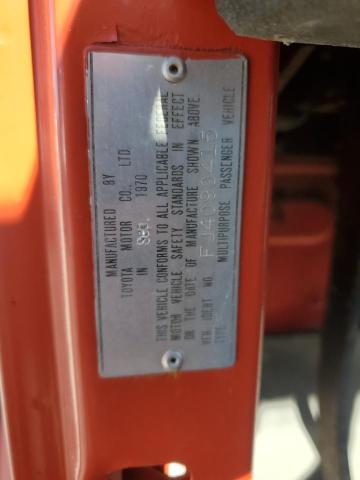 MANUFACTURED BY
TOYOTA MOTOR CO., LTD.
IN SEP. 1970
THIS VEHICLE CONFORMS TO ALL APPLICABLE FEDERAL
MOTOR VEHICLE SAFETY STANDARDS IN EFFECT
ON THE DATE OF MANUFACTURE SHOWN ABOVE.
VEH. IDENT NO.
TYPE: MULTIPURPOSE PASSENGER VEHICLE